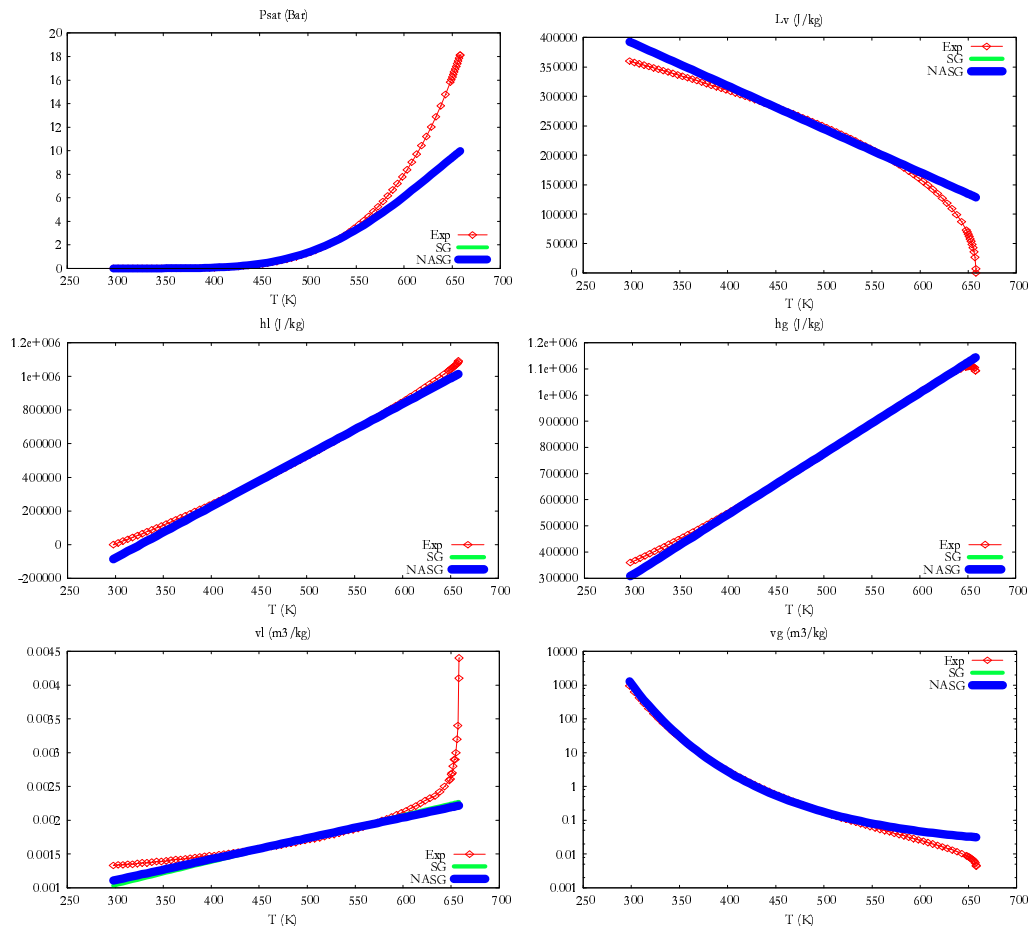 Psat (Bar)
20
18
16
14
12
10
8
6
4
2
0
Exp
SG
NASG
250 300 350 400 450 500 550 600 650 700
T (K)
Lv (J/kg)
400000
350000
300000
250000
200000
150000
100000
50000
0
Exp
SG
NASG
250 300 350 400 450 500 550 600 650 700
T (K)
hl (J/kg)
1.2e+006
1e+006
800000
600000
400000
200000
0
-200000
Exp
SG
NASG
250 300 350 400 450 500 550 600 650 700
T (K)
hg (J/kg)
1.2e+006
1.1e+006
1e+006
900000
800000
700000
600000
500000
400000
300000
Exp
SG
NASG
250 300 350 400 450 500 550 600 650 700
T (K)
vl (m3/kg)
0.0045
0.004
0.0035
0.003
0.0025
0.002
0.0015
0.001
Exp
SG
NASG
250 300 350 400 450 500 550 600 650 700
T (K)
vg (m3/kg)
10000
1000
100
10
1
0.1
0.01
0.001
Exp
SG
NASG
250 300 350 400 450 500 550 600 650 700
T (K)